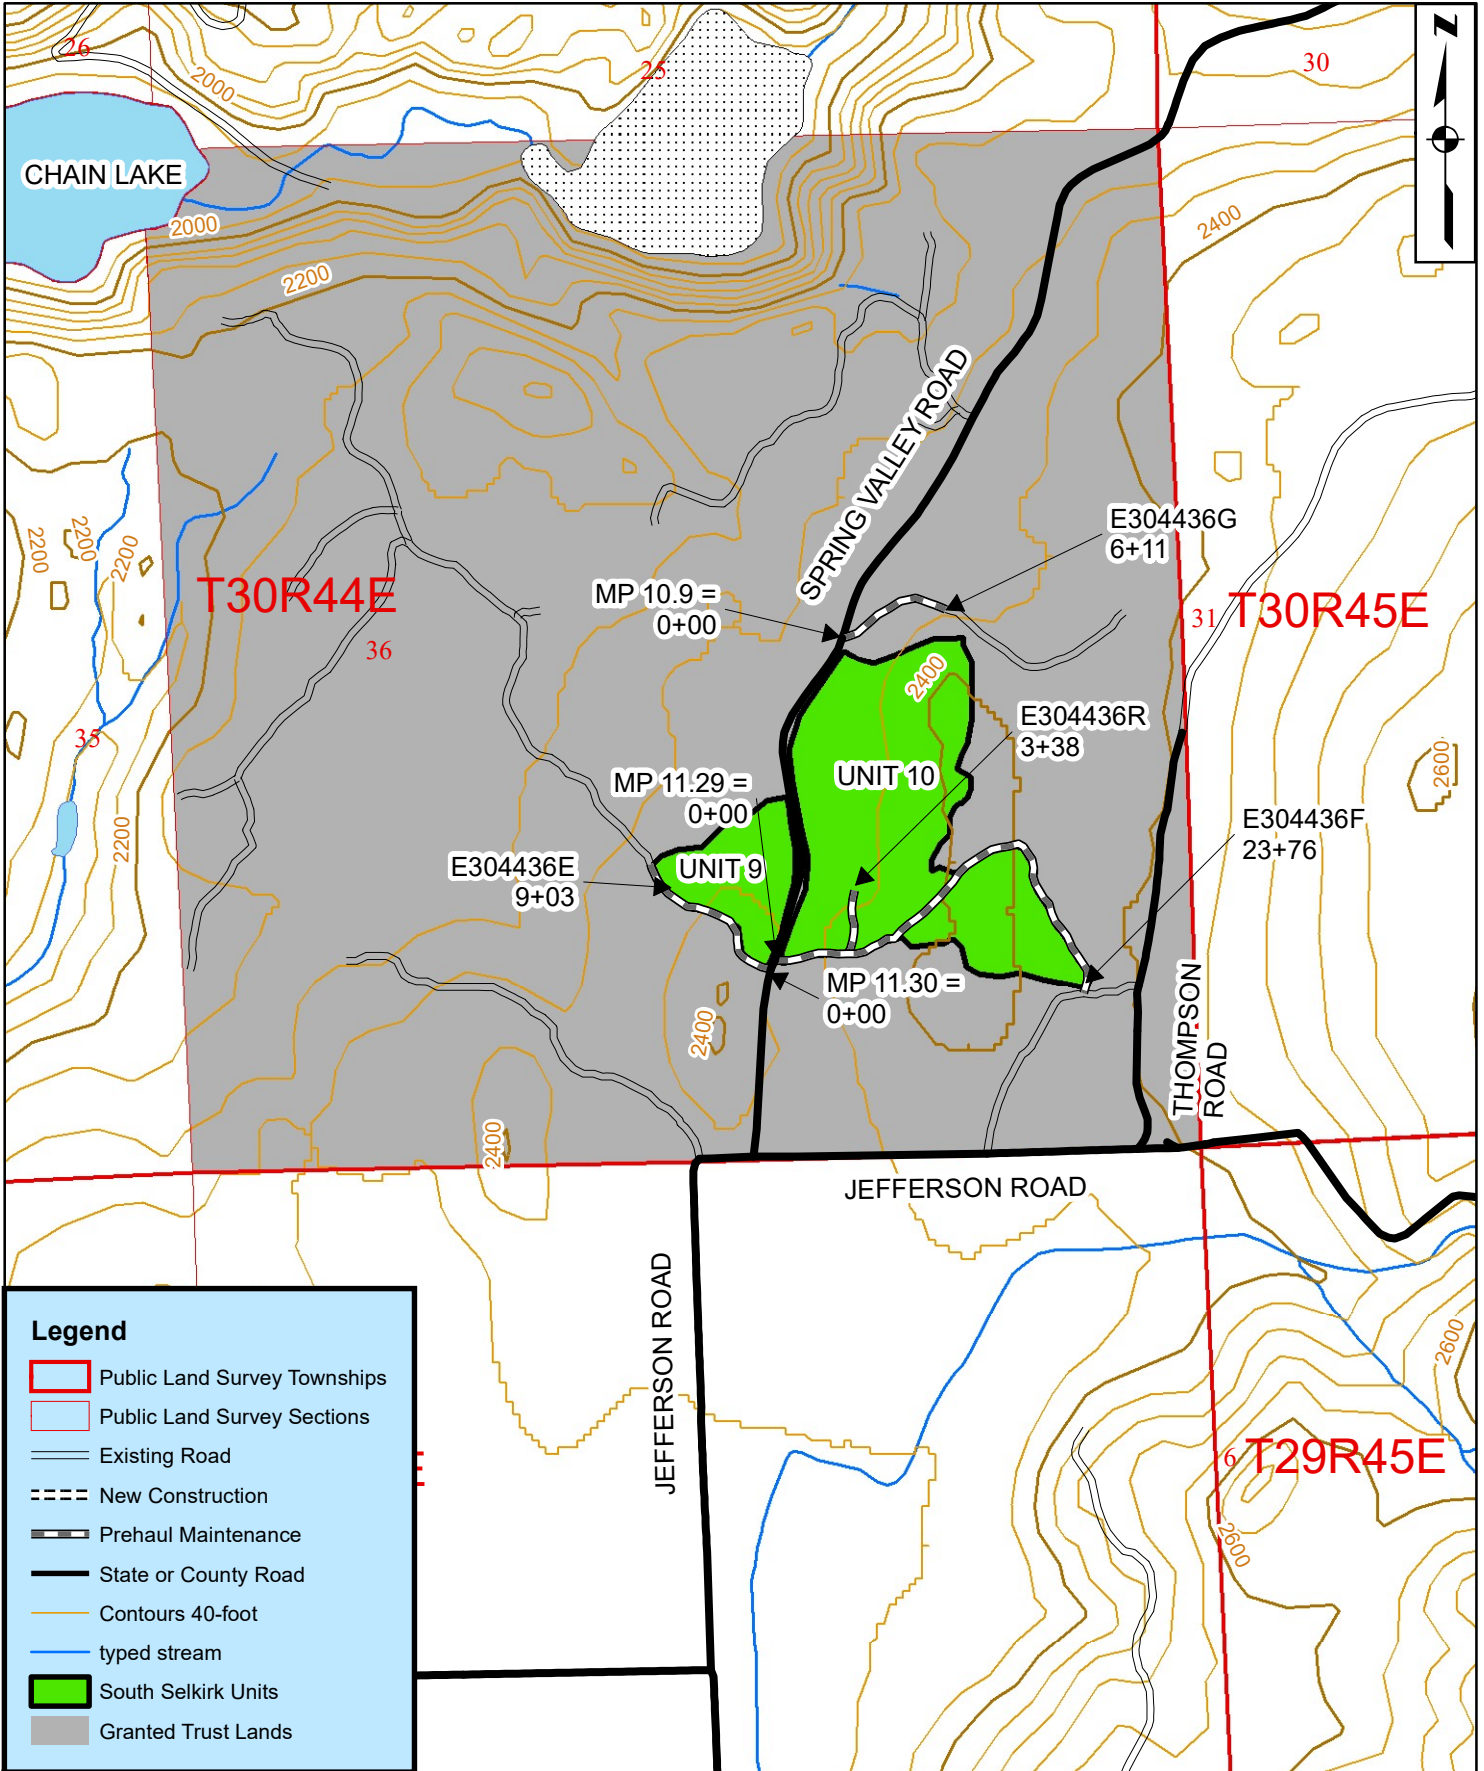 26
25
30
N
2000
CHAIN LAKE
2000
2400
2200
SPRING VALLEY ROAD
E304436G
6+11
2200
2200
2200
T30R44E
MP 10.9 =
0+00
31
T30R45E
36
2400
E304436R
3+38
35
MP 11.29 =
0+00
UNIT 10
2600
2200
E304436F
23+76
E304436E
9+03
UNIT 9
MP 11.30 =
0+00
2400
THOMPSON
ROAD
2400
JEFFERSON ROAD
JEFFERSON ROAD
2600
E
6
T29R45E
2600
Legend
Public Land Survey Townships
Public Land Survey Sections
Existing Road
New Construction
Prehaul Maintenance
State or County Road
Contours 40-foot
typed stream
South Selkirk Units
Granted Trust Lands